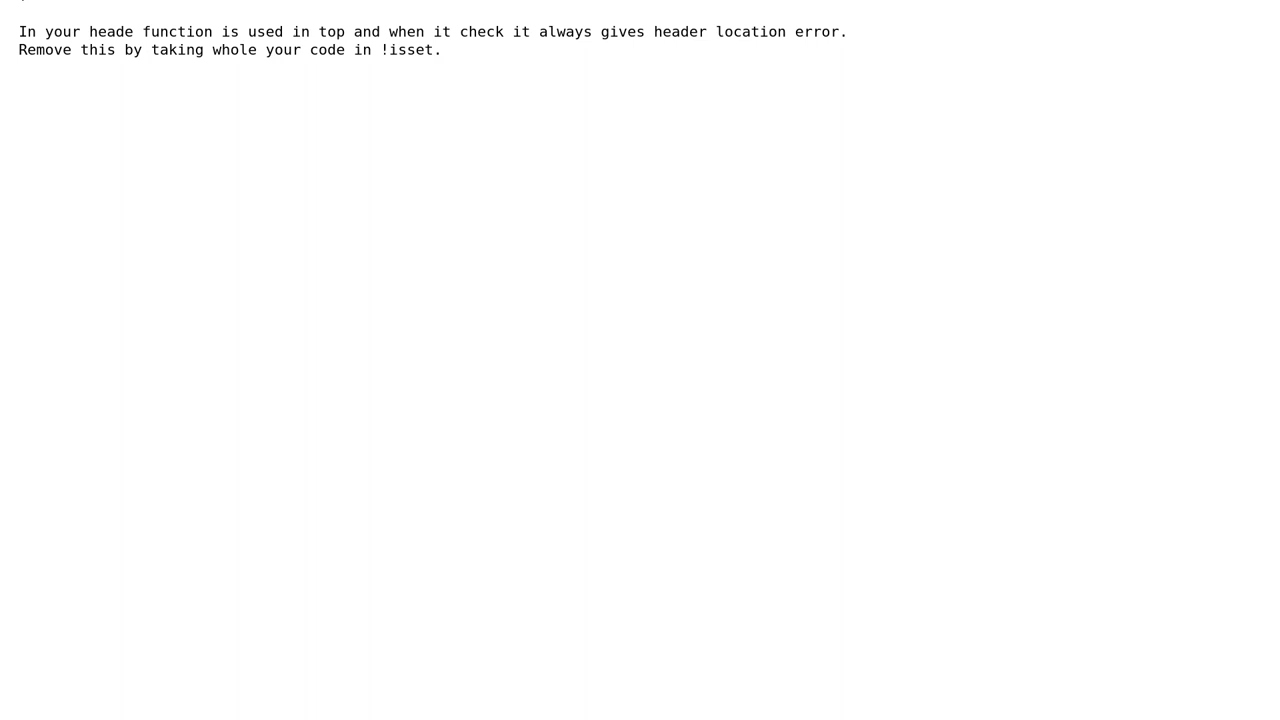 In your heade function is used in top and when it check it always gives header location error.
Remove this by taking whole your code in !isset.